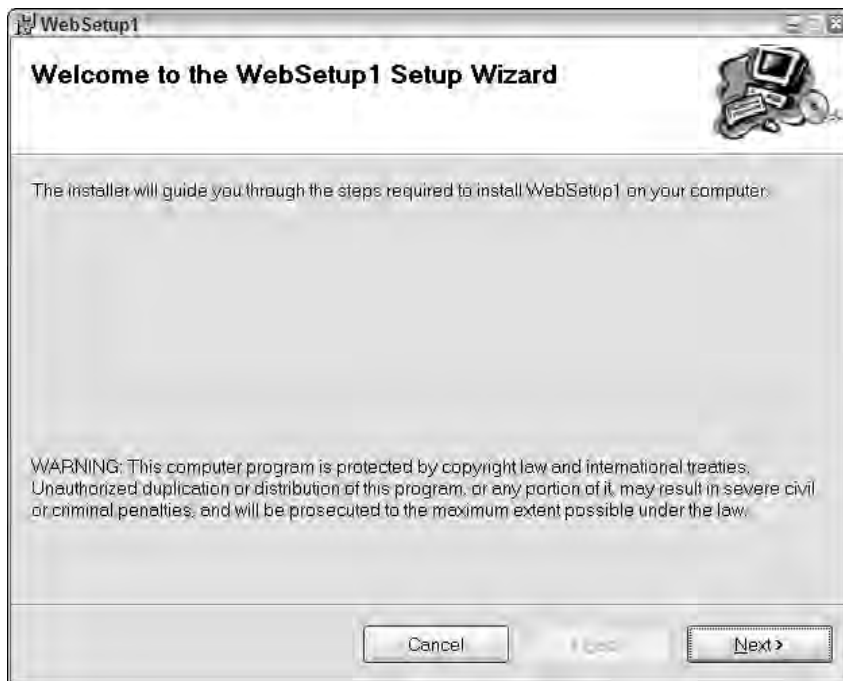 WebSetup1
Welcome to the WebSetup1 Setup Wizard
The installer will guide you through the steps required to install WebSetup1 on your computer.
WARNING: This computer program is protected by copyright law and international treaties.
Unauthorized duplication or distribution of this program, or any portion of it, may result in severe civil
or criminal penalties, and will be prosecuted to the maximum extent possible under the law.
Cancel
Next >